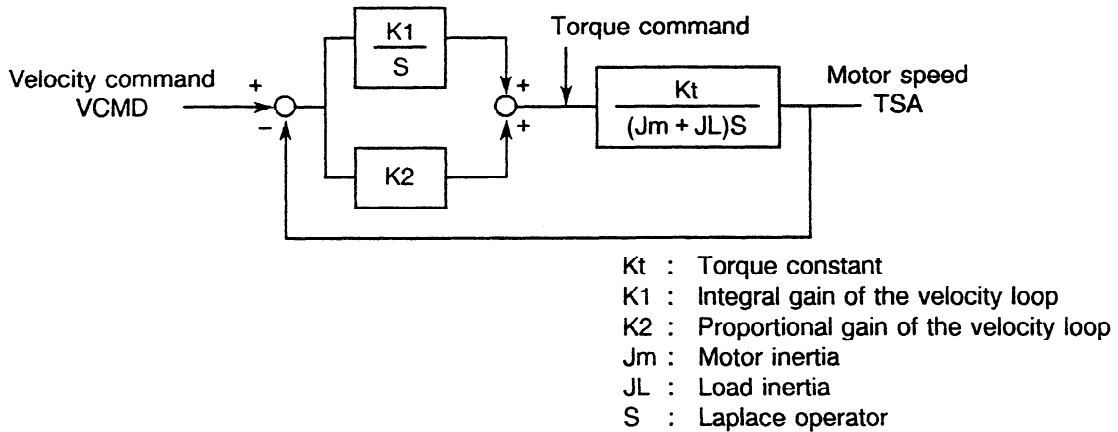 Velocity command
VCMD
+
−
K1
S
K2
+
+
Torque command
Kt
(Jm + JL)S
Motor speed
TSA
Kt : Torque constant
K1 : Integral gain of the velocity loop
K2 : Proportional gain of the velocity loop
Jm : Motor inertia
JL : Load inertia
S : Laplace operator